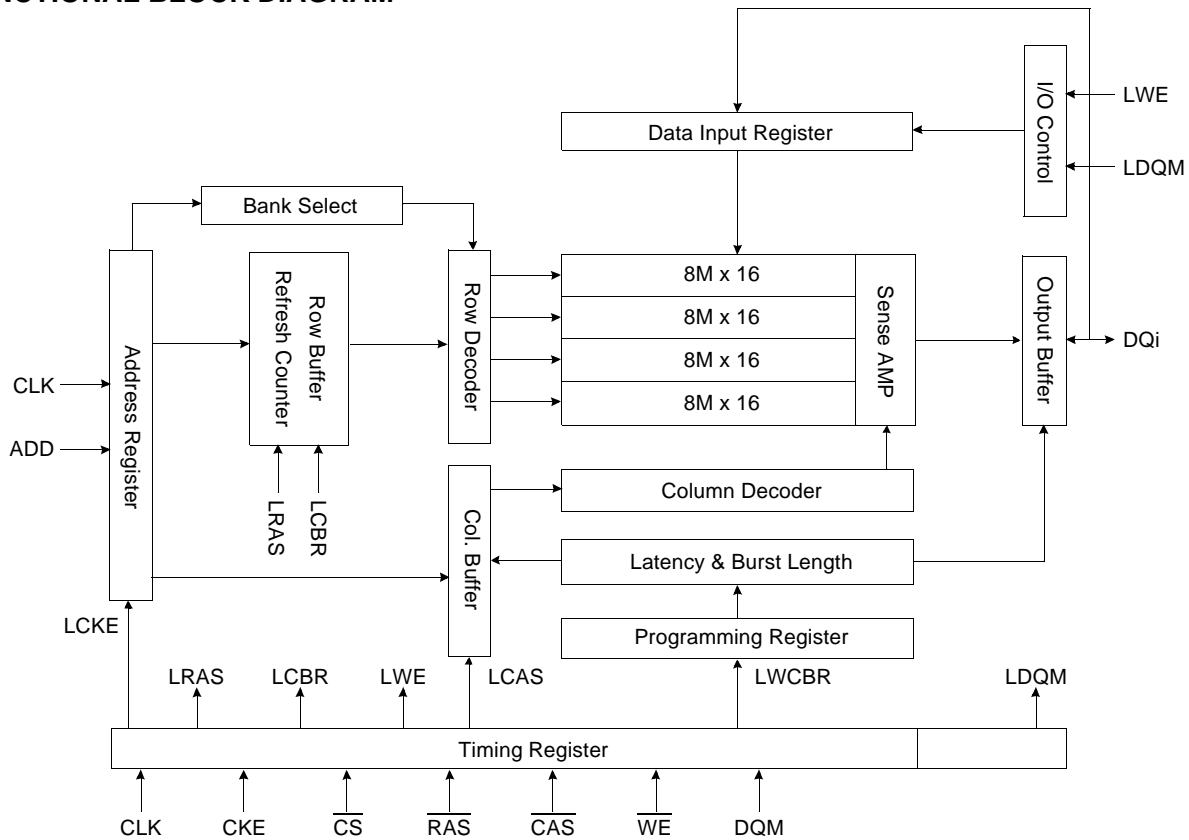 NCTIONAL BLOCK DIAGRAM
I/O Control
LWE
LDQM
Data Input Register
Bank Select
Address Register
CLK
ADD
Row Buffer
Refresh Counter
LRAS
LCBR
Row Decoder
8M x 16
8M x 16
8M x 16
8M x 16
Sense AMP
Output Buffer
DQi
Col. Buffer
Column Decoder
Latency & Burst Length
Programming Register
LCKE
LRAS
LCBR
LWE
LCAS
LWCBR
LDQM
Timing Register
CLK
CKE
CS
RAS
CAS
WE
DQM